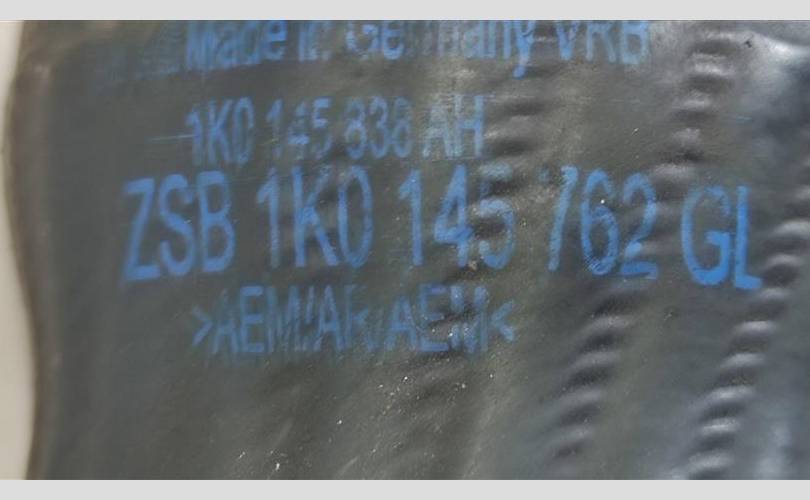 Made in Germany VRB
1K0 145 838 AH
ZSB 1K0 145 762 GL
>AEM/AR/AEM<